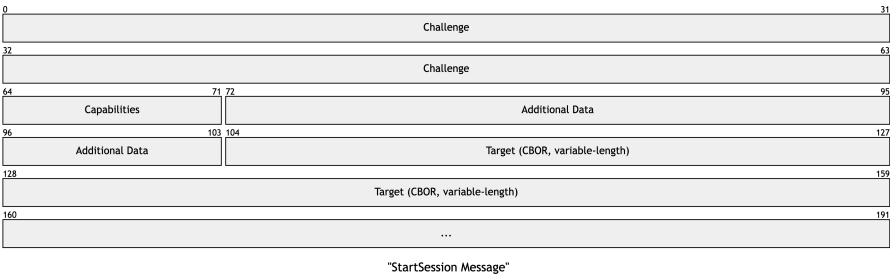 0 31
Challenge
32 63
Challenge
64 71 72 95
Capabilities Additional Data
96 103 104 127
Additional Data Target (CBOR, variable-length)
128 159
Target (CBOR, variable-length)
160 191
...
"StartSession Message"